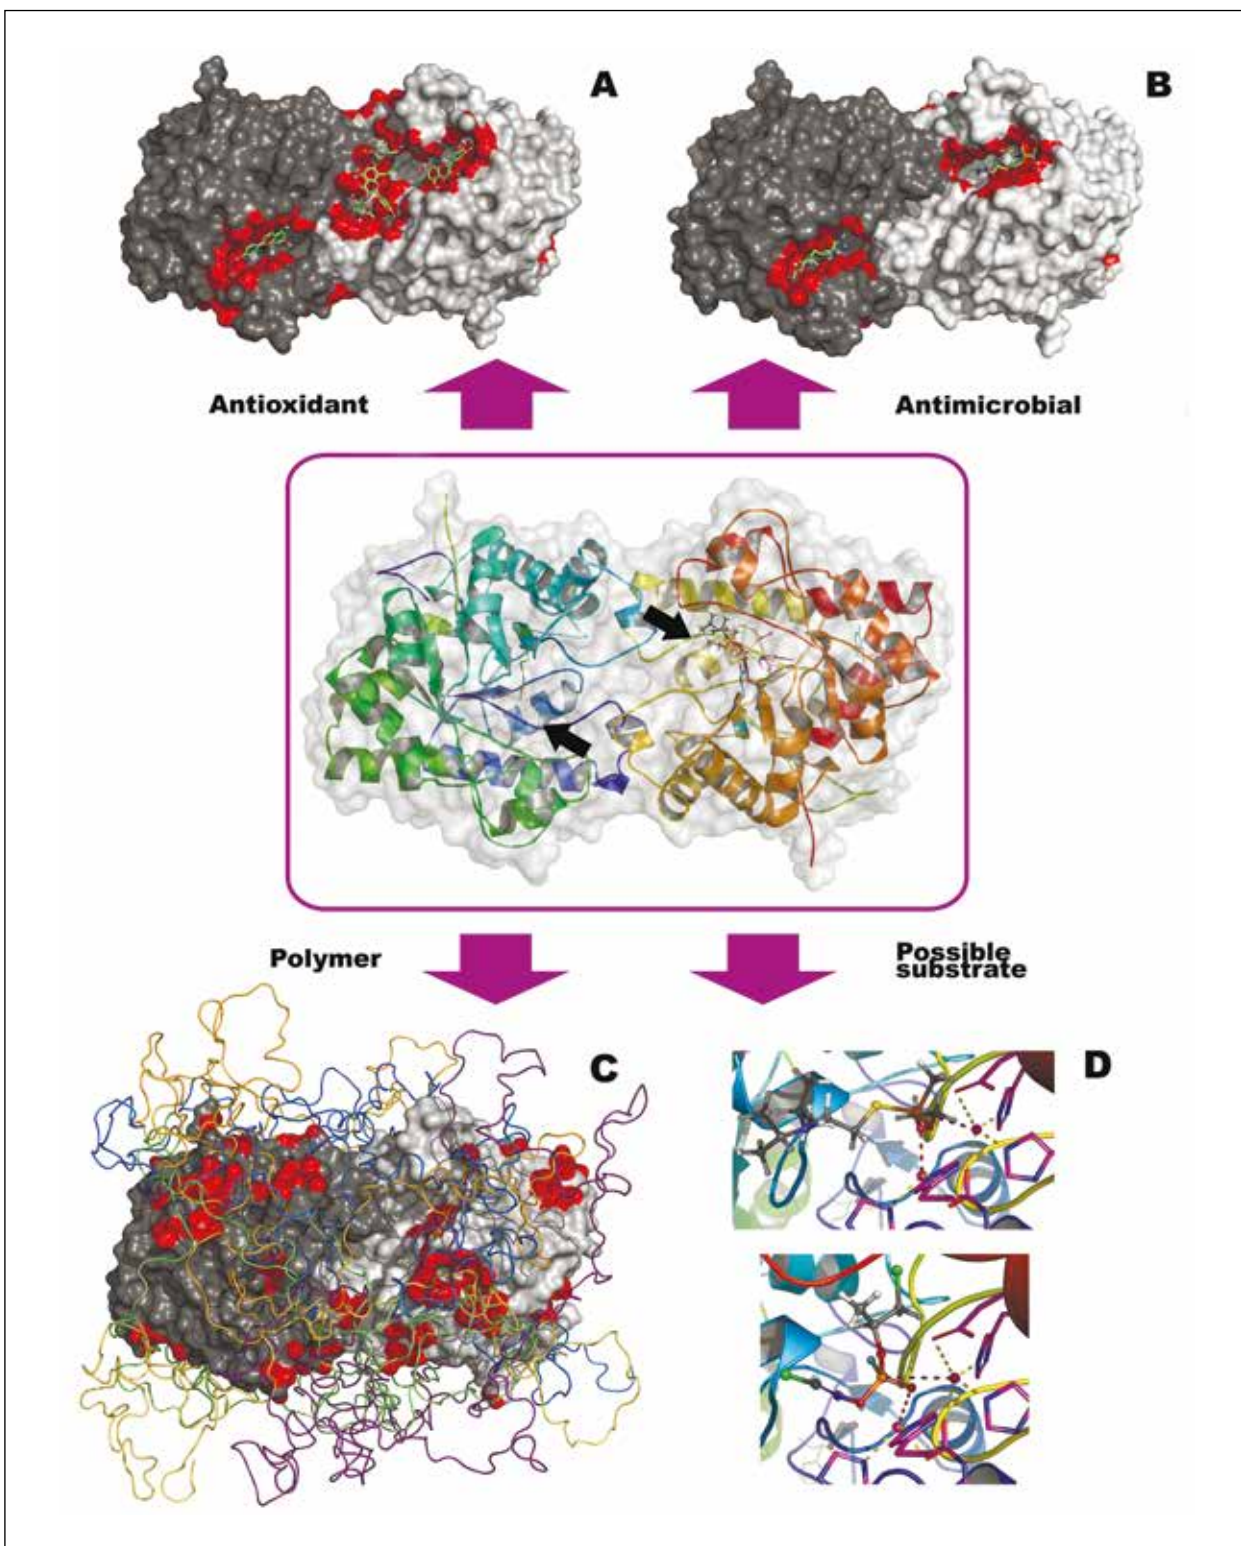 A
B
Antioxidant
Antimicrobial
Polymer
Possible
substrate
C
D